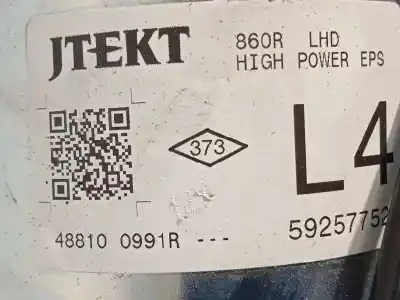 JTEKT
860R LHD
HIGH POWER EPS
373
L4
48810 0991R ---
59257752